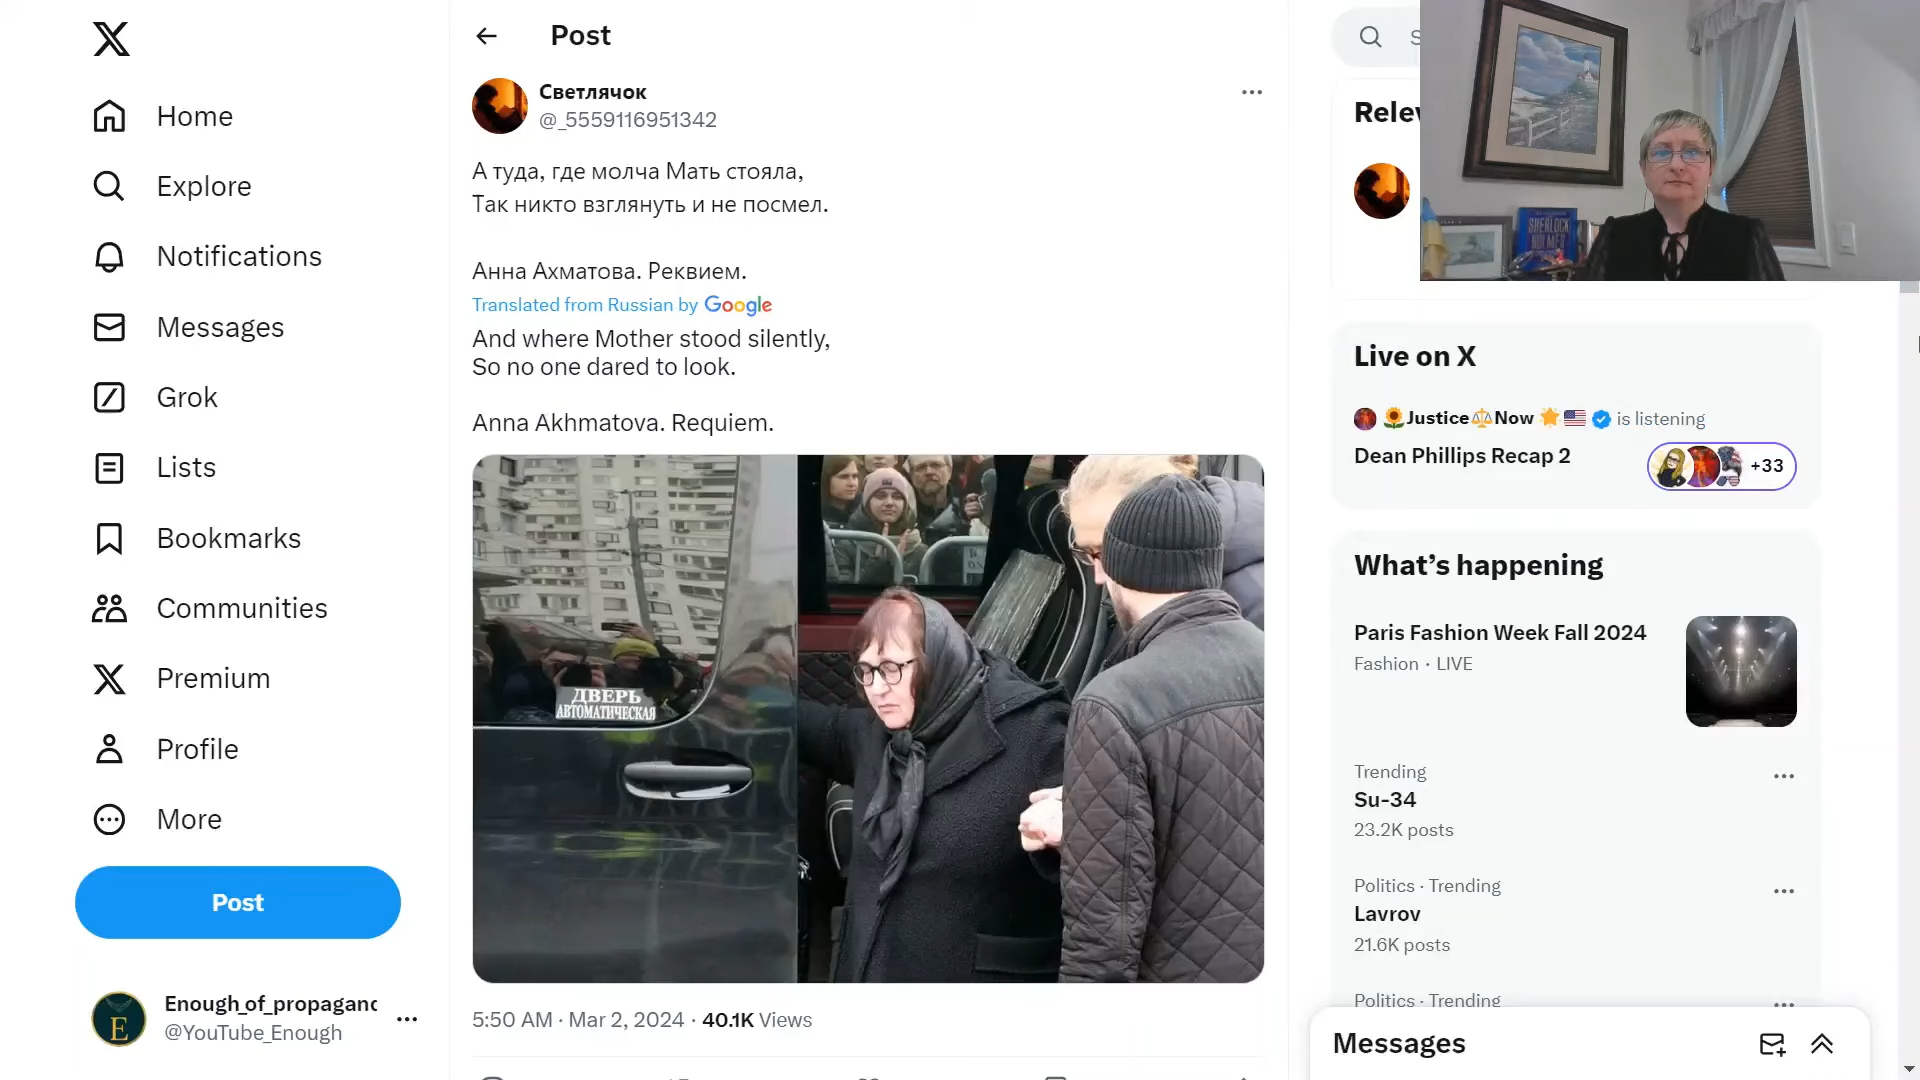 Home
Explore
Notifications
Messages
Grok
Lists
Bookmarks
Communities
Premium
Profile
More
Post
Enough_of_propaganc
@YouTube_Enough
Post
Светлячок
@_5559116951342
А туда, где молча Мать стояла,
Так никто взглянуть и не посмел.
Анна Ахматова. Реквием.
Translated from Russian by Google
And where Mother stood silently,
So no one dared to look.
Anna Akhmatova. Requiem.
ДВЕРЬ
АВТОМАТИЧЕСКАЯ
5:50 AM · Mar 2, 2024 · 40.1K Views
SHERLOCK
HOLMES
Live on X
Justice Now is listening
Dean Phillips Recap 2
+33
What’s happening
Paris Fashion Week Fall 2024
Fashion · LIVE
Trending
Su-34
23.2K posts
Politics · Trending
Lavrov
21.6K posts
Politics · Trending
Messages